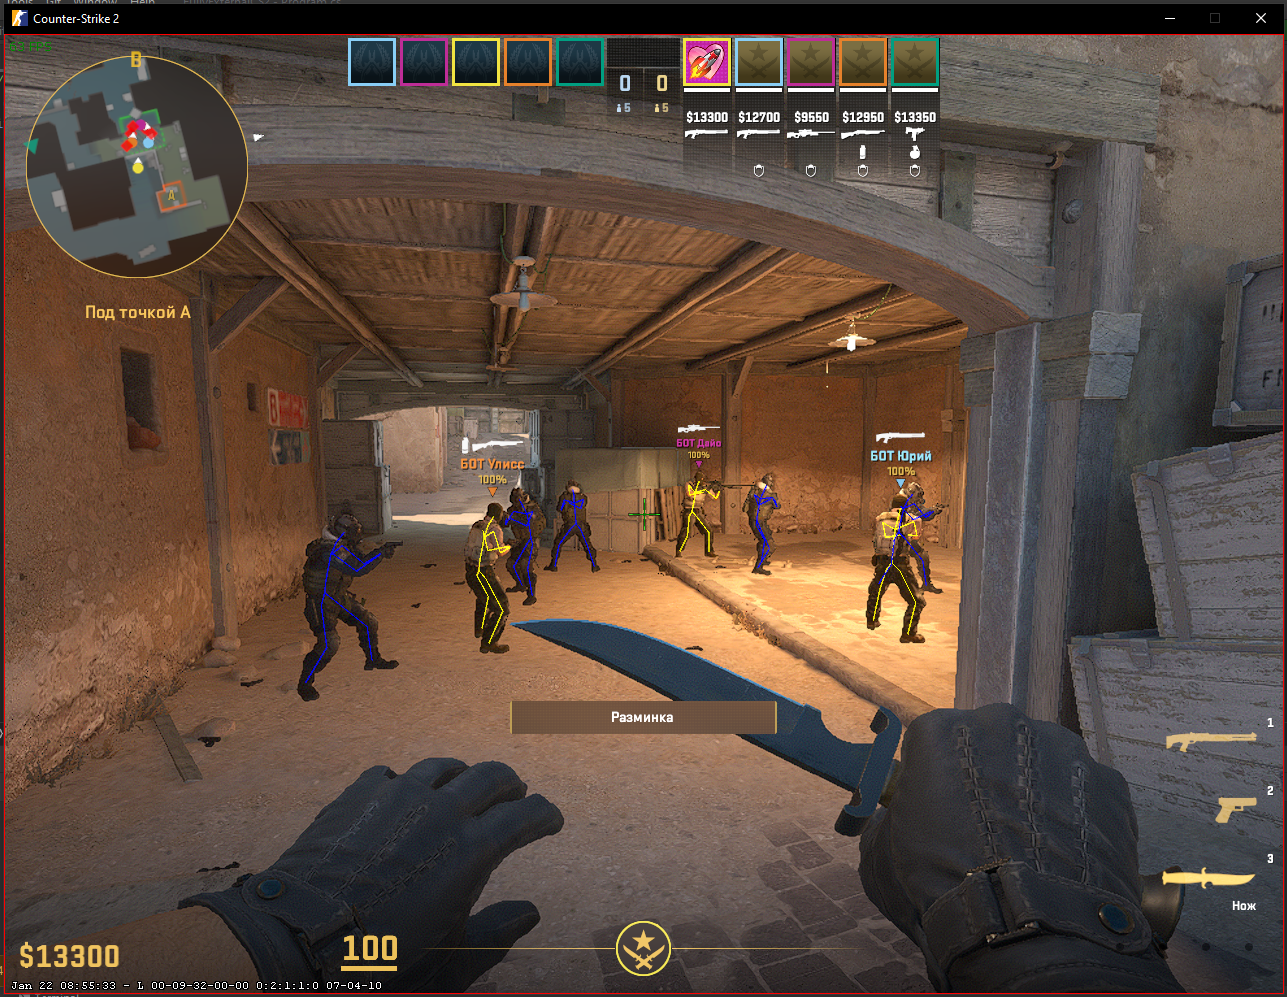 Counter-Strike 2
B
0 0
5 5
$13300 $12700 $9550 $12950 $13350
A
Под точкой А
БОТ Дейс
БОТ Улисс
100%
100%
БОТ Юрий
100%
Разминка
1
2
3
Нож
$13300
100
Jan 22 08:55:33 - L 00-09-32-00-00 0:2:1:1:0 07-04-10